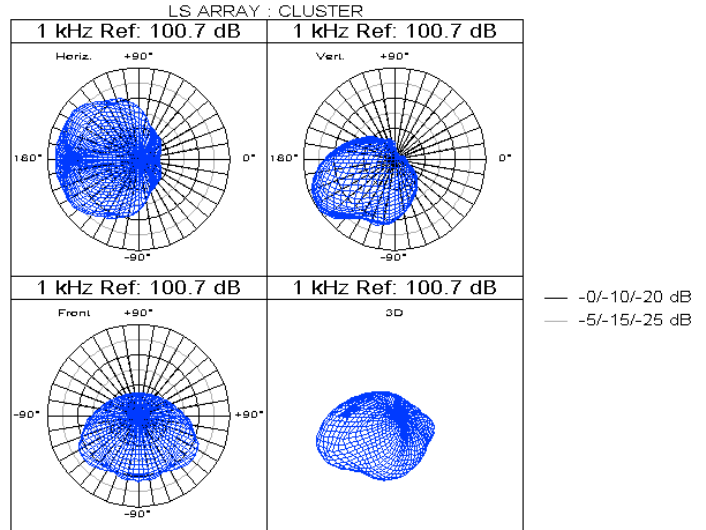 LS ARRAY : CLUSTER
1 kHz Ref: 100.7 dB
1 kHz Ref: 100.7 dB
Horiz. +90°
Vert. +90°
180° 0°
180° 0°
-90°
-90°
1 kHz Ref: 100.7 dB
1 kHz Ref: 100.7 dB
Front +90°
3D
-90° +90°
-90°
-0/-10/-20 dB
-5/-15/-25 dB